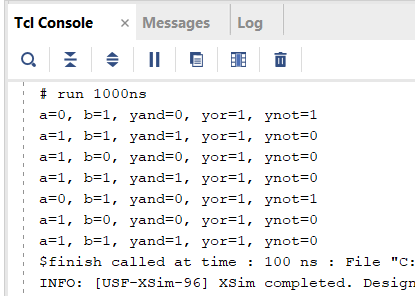 Tcl Console × Messages Log
# run 1000ns
a=0, b=1, yand=0, yor=1, ynot=1
a=1, b=1, yand=1, yor=1, ynot=0
a=1, b=0, yand=0, yor=1, ynot=0
a=1, b=1, yand=1, yor=1, ynot=0
a=0, b=1, yand=0, yor=1, ynot=1
a=1, b=0, yand=0, yor=1, ynot=0
a=1, b=1, yand=1, yor=1, ynot=0
$finish called at time : 100 ns : File "C:
INFO: [USF-XSim-96] XSim completed. Design